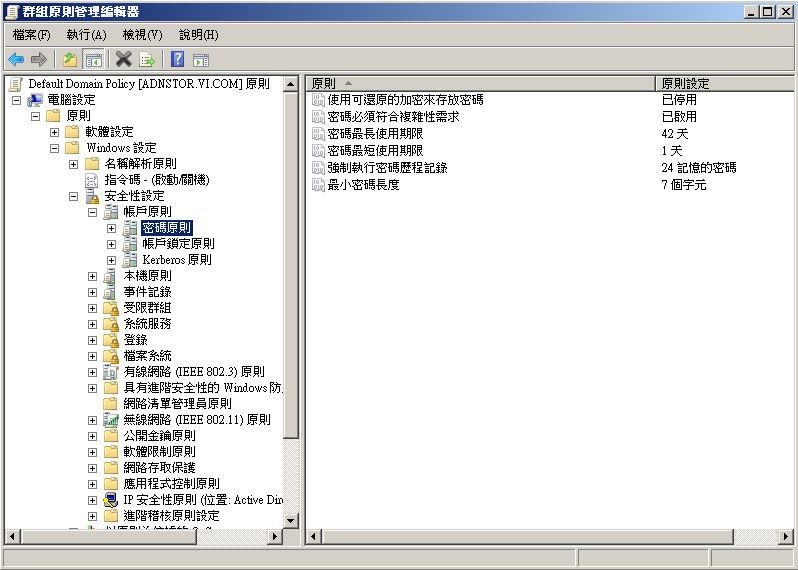 群組原則管理編輯器
檔案(F) 執行(A) 檢視(V) 說明(H)
Default Domain Policy [ADNSTOR.VI.COM] 原則
電腦設定
原則
軟體設定
Windows 設定
名稱解析原則
指令碼 - (啟動/關機)
安全性設定
帳戶原則
密碼原則
帳戶鎖定原則
Kerberos 原則
本機原則
事件記錄
受限群組
系統服務
登錄
檔案系統
有線網路 (IEEE 802.3) 原則
具有進階安全性的 Windows 防
網路清單管理員原則
無線網路 (IEEE 802.11) 原則
公開金鑰原則
軟體限制原則
網路存取保護
應用程式控制原則
IP 安全性原則 (位置: Active Dire
進階稽核原則設定
原則 原則設定
使用可還原的加密來存放密碼 已停用
密碼必須符合複雜性需求 已啟用
密碼最長使用期限 42 天
密碼最短使用期限 1 天
強制執行密碼歷程記錄 24 記憶的密碼
最小密碼長度 7 個字元